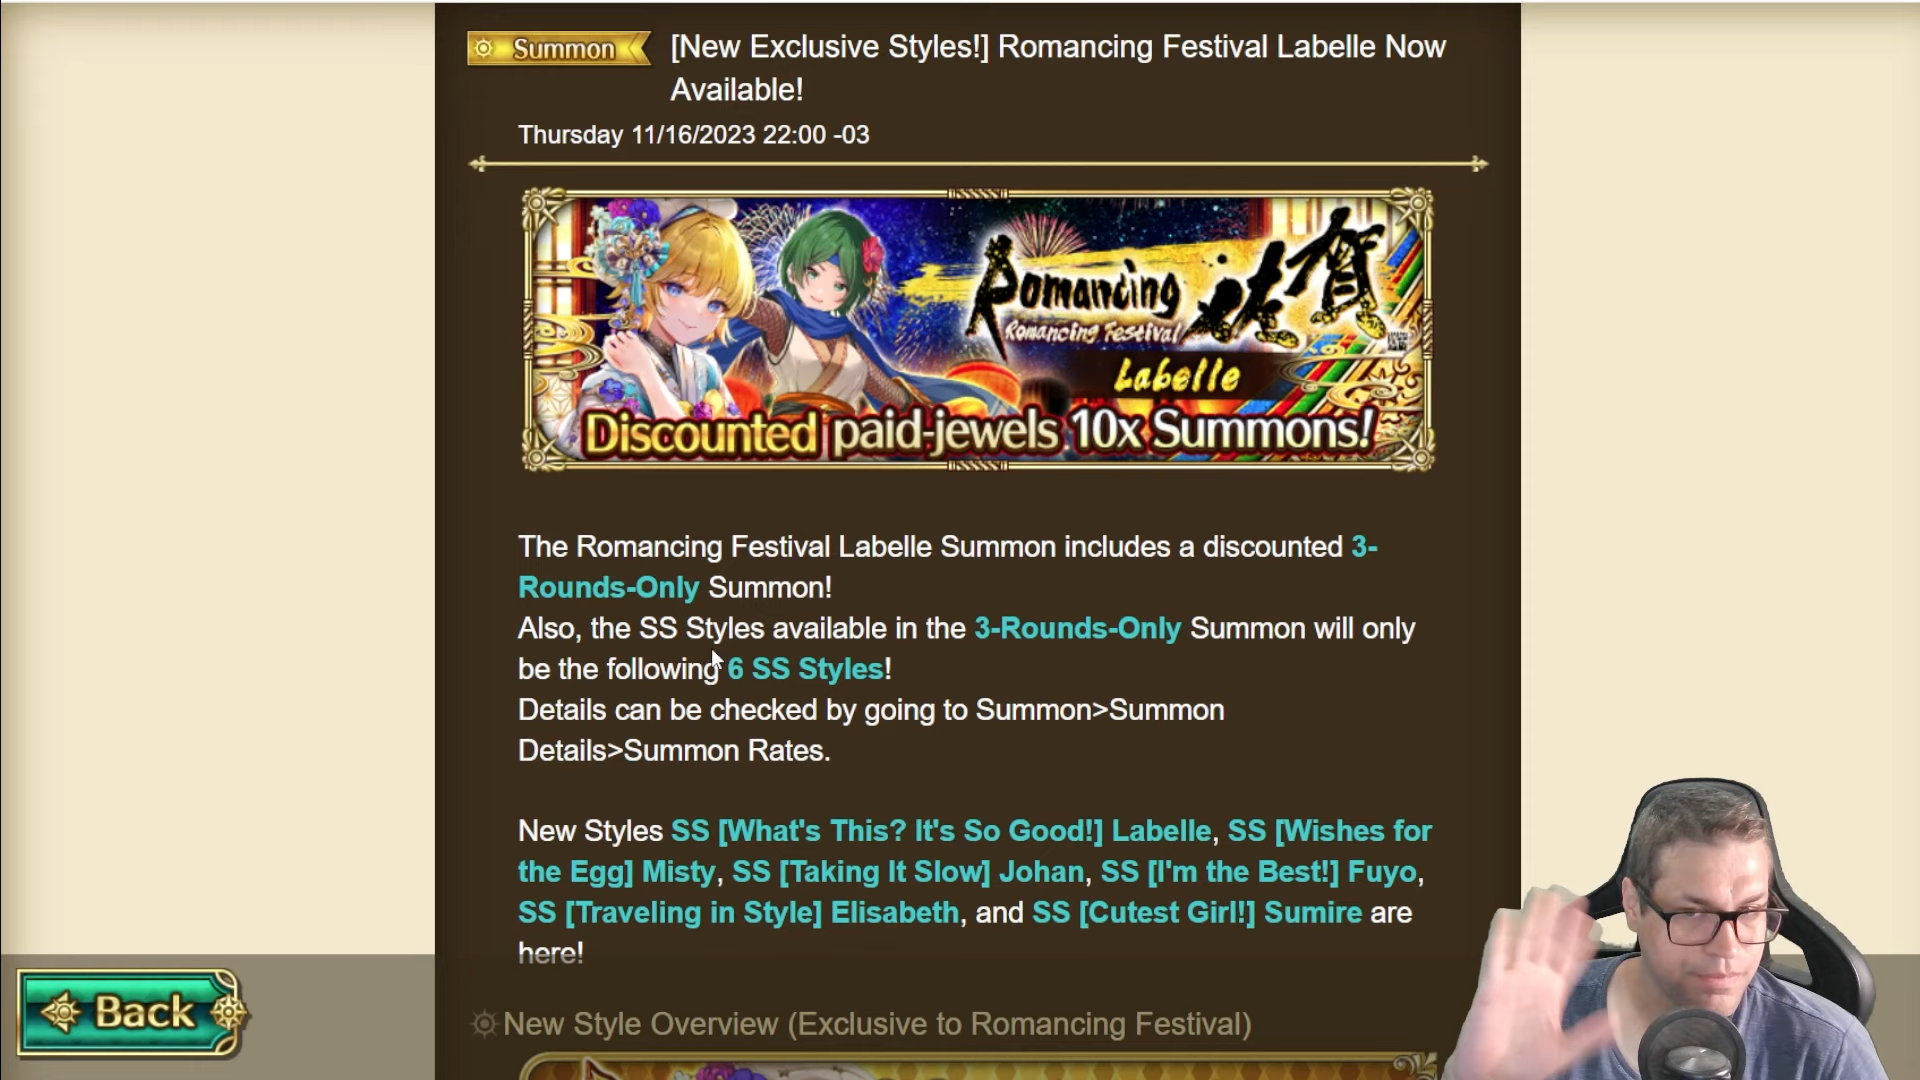 Summon
[New Exclusive Styles!] Romancing Festival Labelle Now
Available!
Thursday 11/16/2023 22:00 -03
Romancing 佐賀
Romancing Festival
Labelle
Discounted paid-jewels 10x Summons!
The Romancing Festival Labelle Summon includes a discounted 3-
Rounds-Only Summon!
Also, the SS Styles available in the 3-Rounds-Only Summon will only
be the following 6 SS Styles!
Details can be checked by going to Summon>Summon
Details>Summon Rates.
New Styles SS [What's This? It's So Good!] Labelle, SS [Wishes for
the Egg] Misty, SS [Taking It Slow] Johan, SS [I'm the Best!] Fuyo,
SS [Traveling in Style] Elisabeth, and SS [Cutest Girl!] Sumire are
here!
Back
New Style Overview (Exclusive to Romancing Festival)